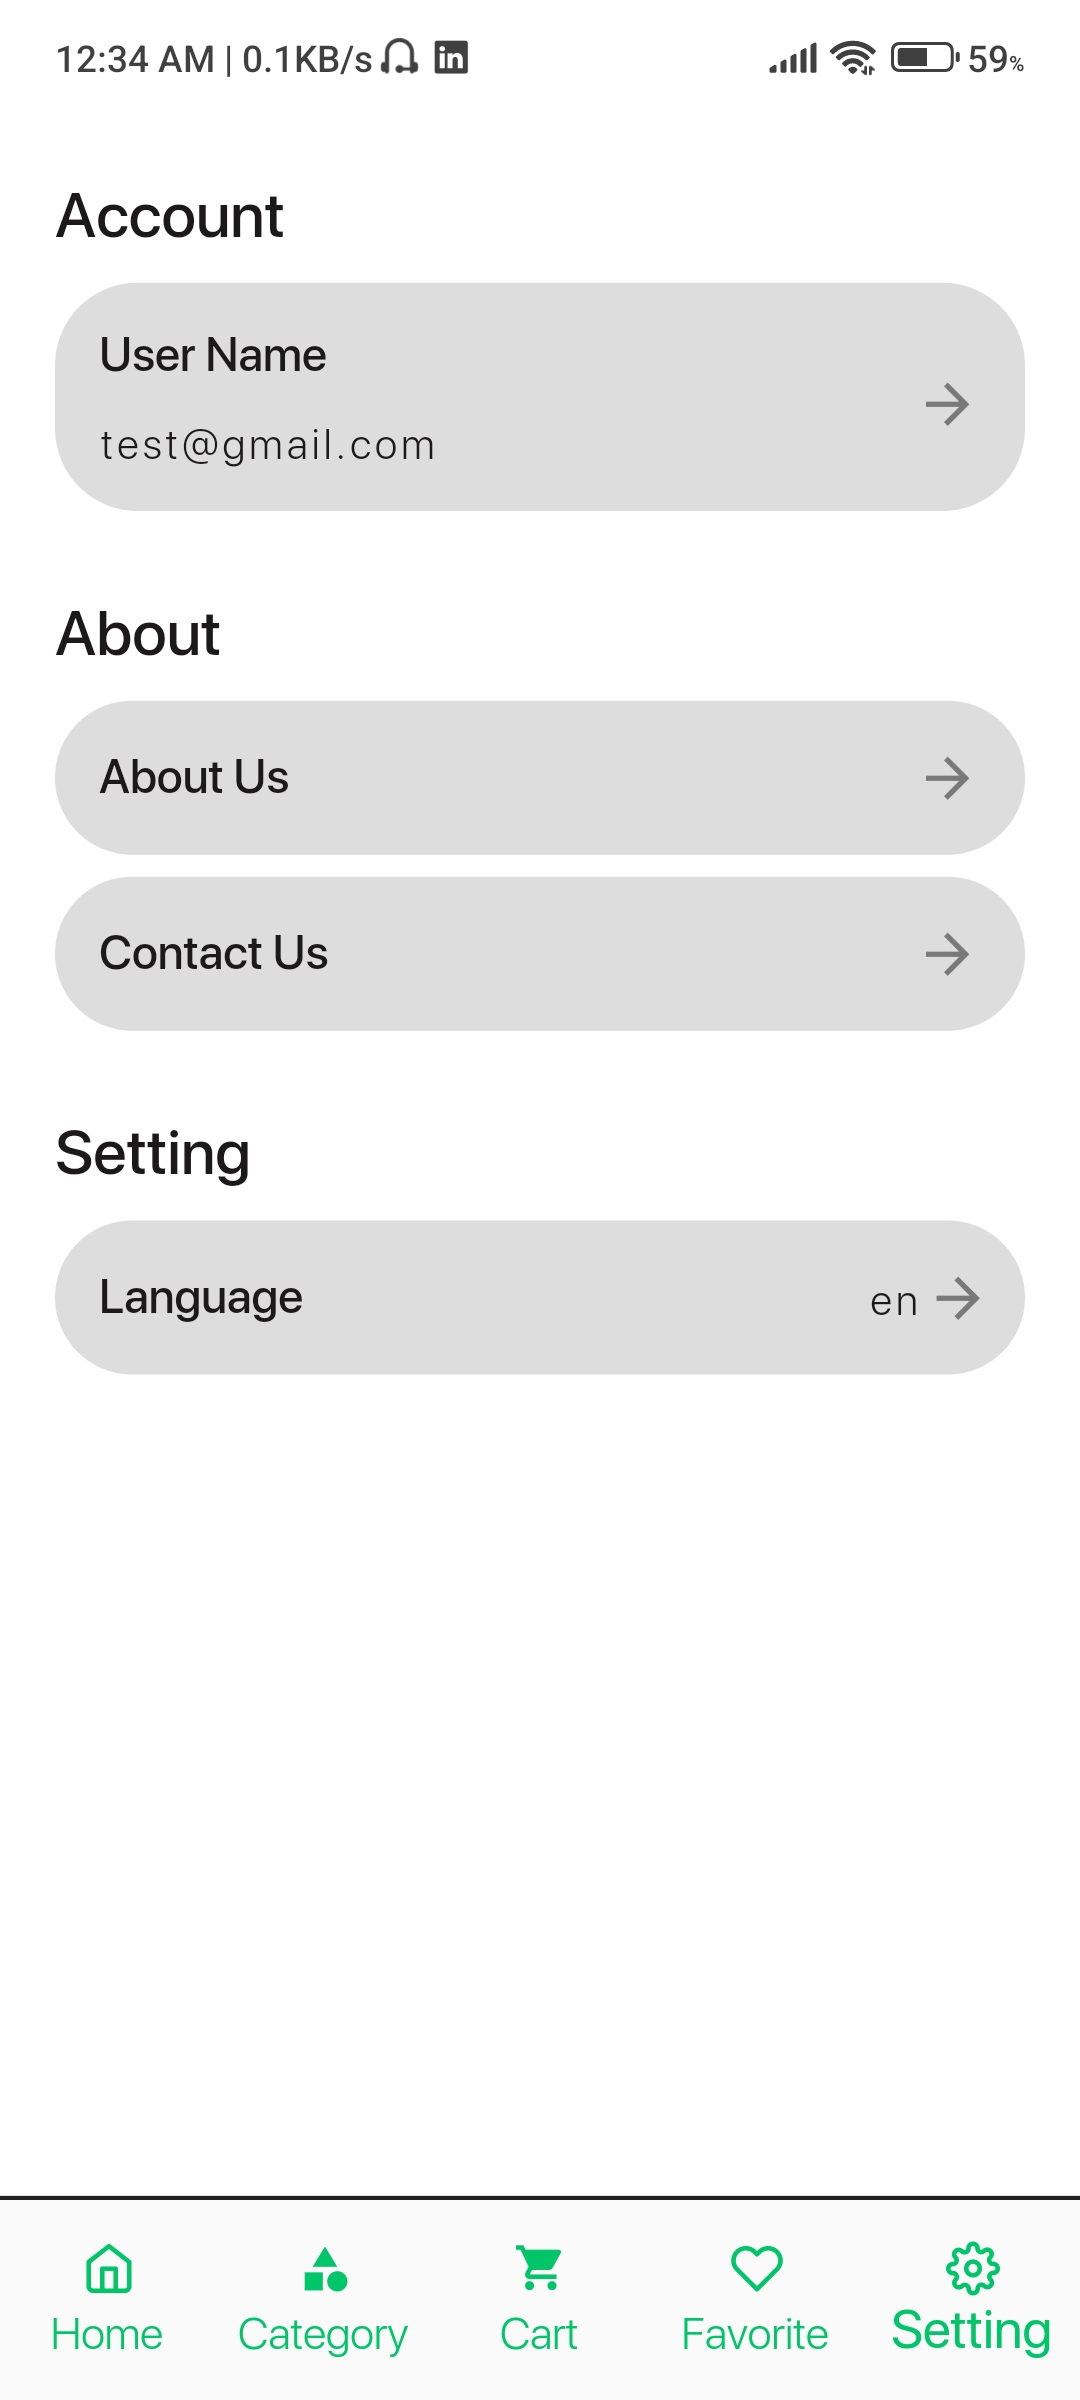 12:34 AM | 0.1KB/s in 59%
Account
User Name
test@gmail.com
About
About Us
Contact Us
Setting
Language en
Home Category Cart Favorite Setting